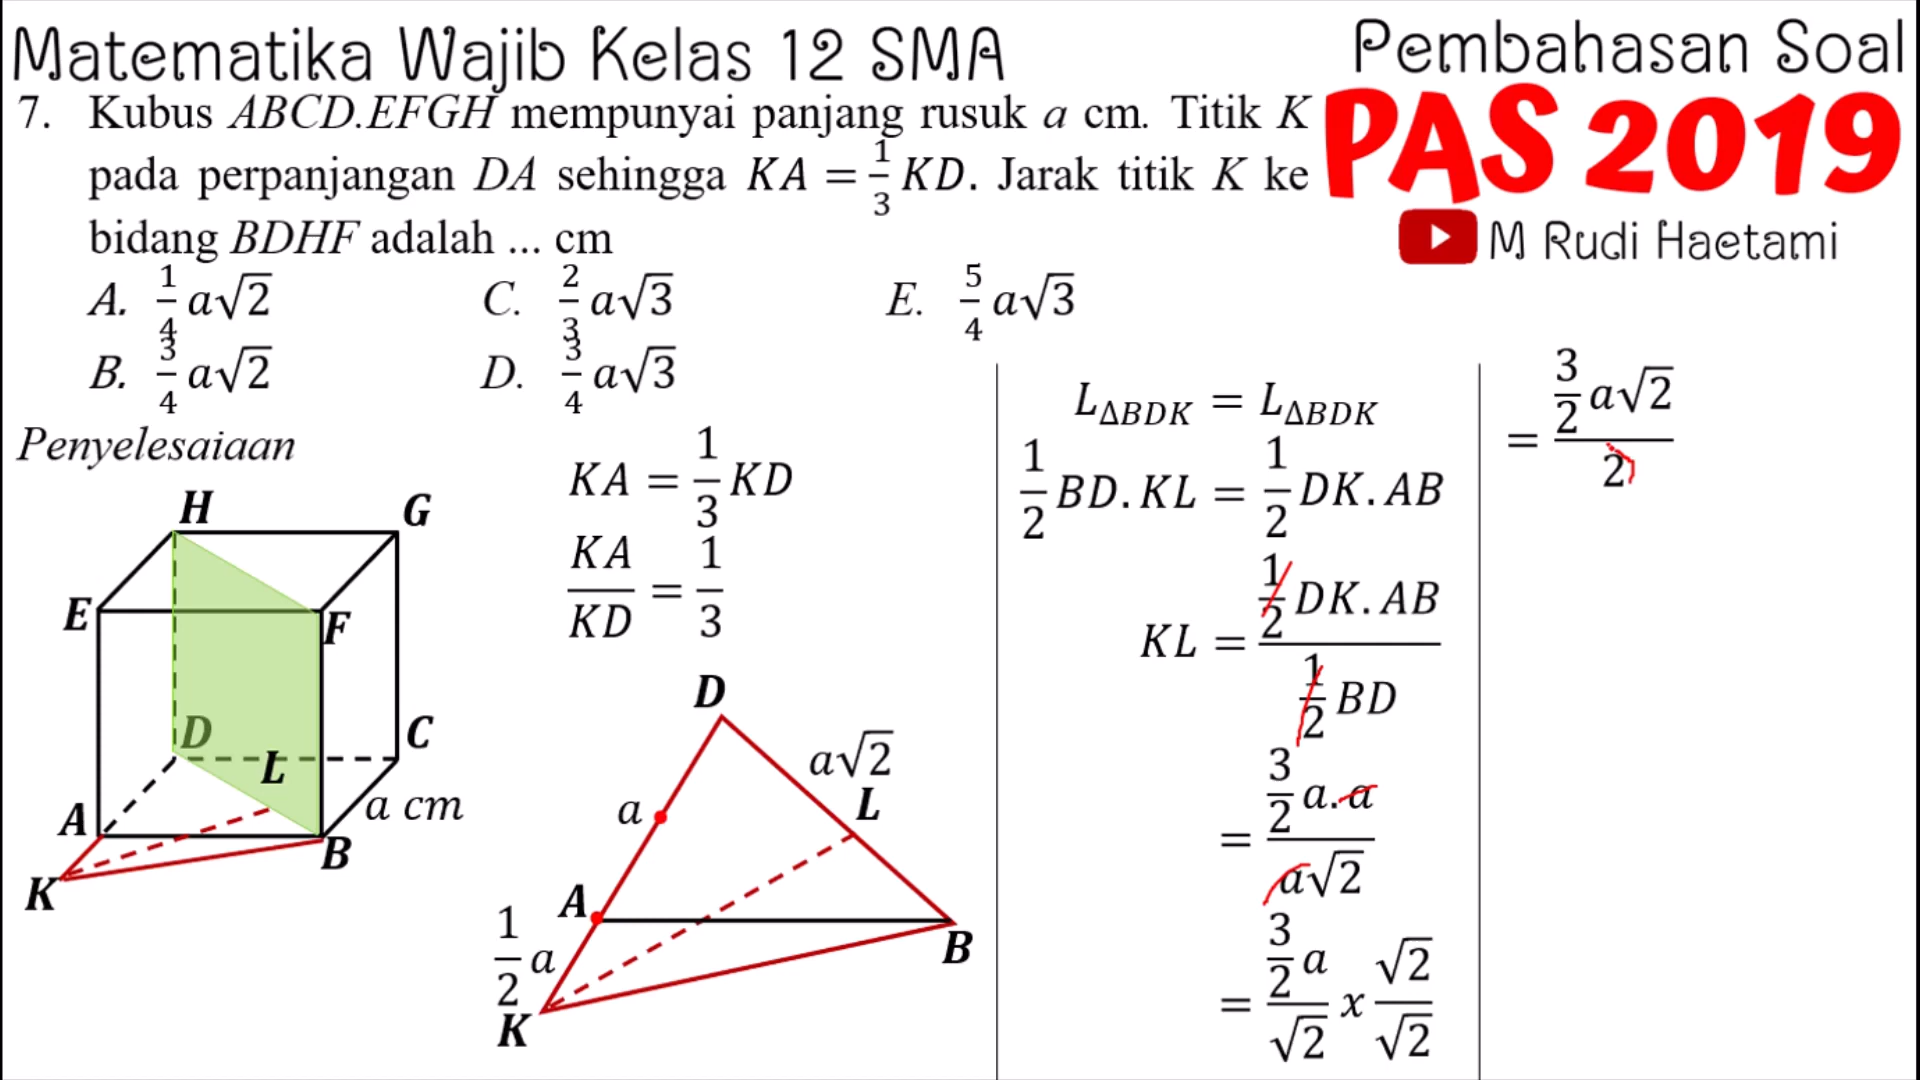 Matematika Wajib Kelas 12 SMA
Pembahasan Soal
PAS 2019
M Rudi Haetami
7. Kubus ABCD.EFGH mempunyai panjang rusuk a cm. Titik K
pada perpanjangan DA sehingga KA = 1/3 KD. Jarak titik K ke
bidang BDHF adalah ... cm
A. 1/4 a√2 C. 2/3 a√3 E. 5/4 a√3
B. 3/4 a√2 D. 3/4 a√3
Penyelesaiaan
H G
E F
D C
L
A a cm
B
K
KA = 1/3 KD
KA/KD = 1/3
D
a√2
a L
A
1/2 a B
K
L∆BDK = L∆BDK
1/2 BD. KL = 1/2 DK. AB
KL = 1/2 DK. AB / 1/2 BD
= 3/2 a. a / a√2
= 3/2 a / √2 x √2/√2
= 3/2 a√2 / 2